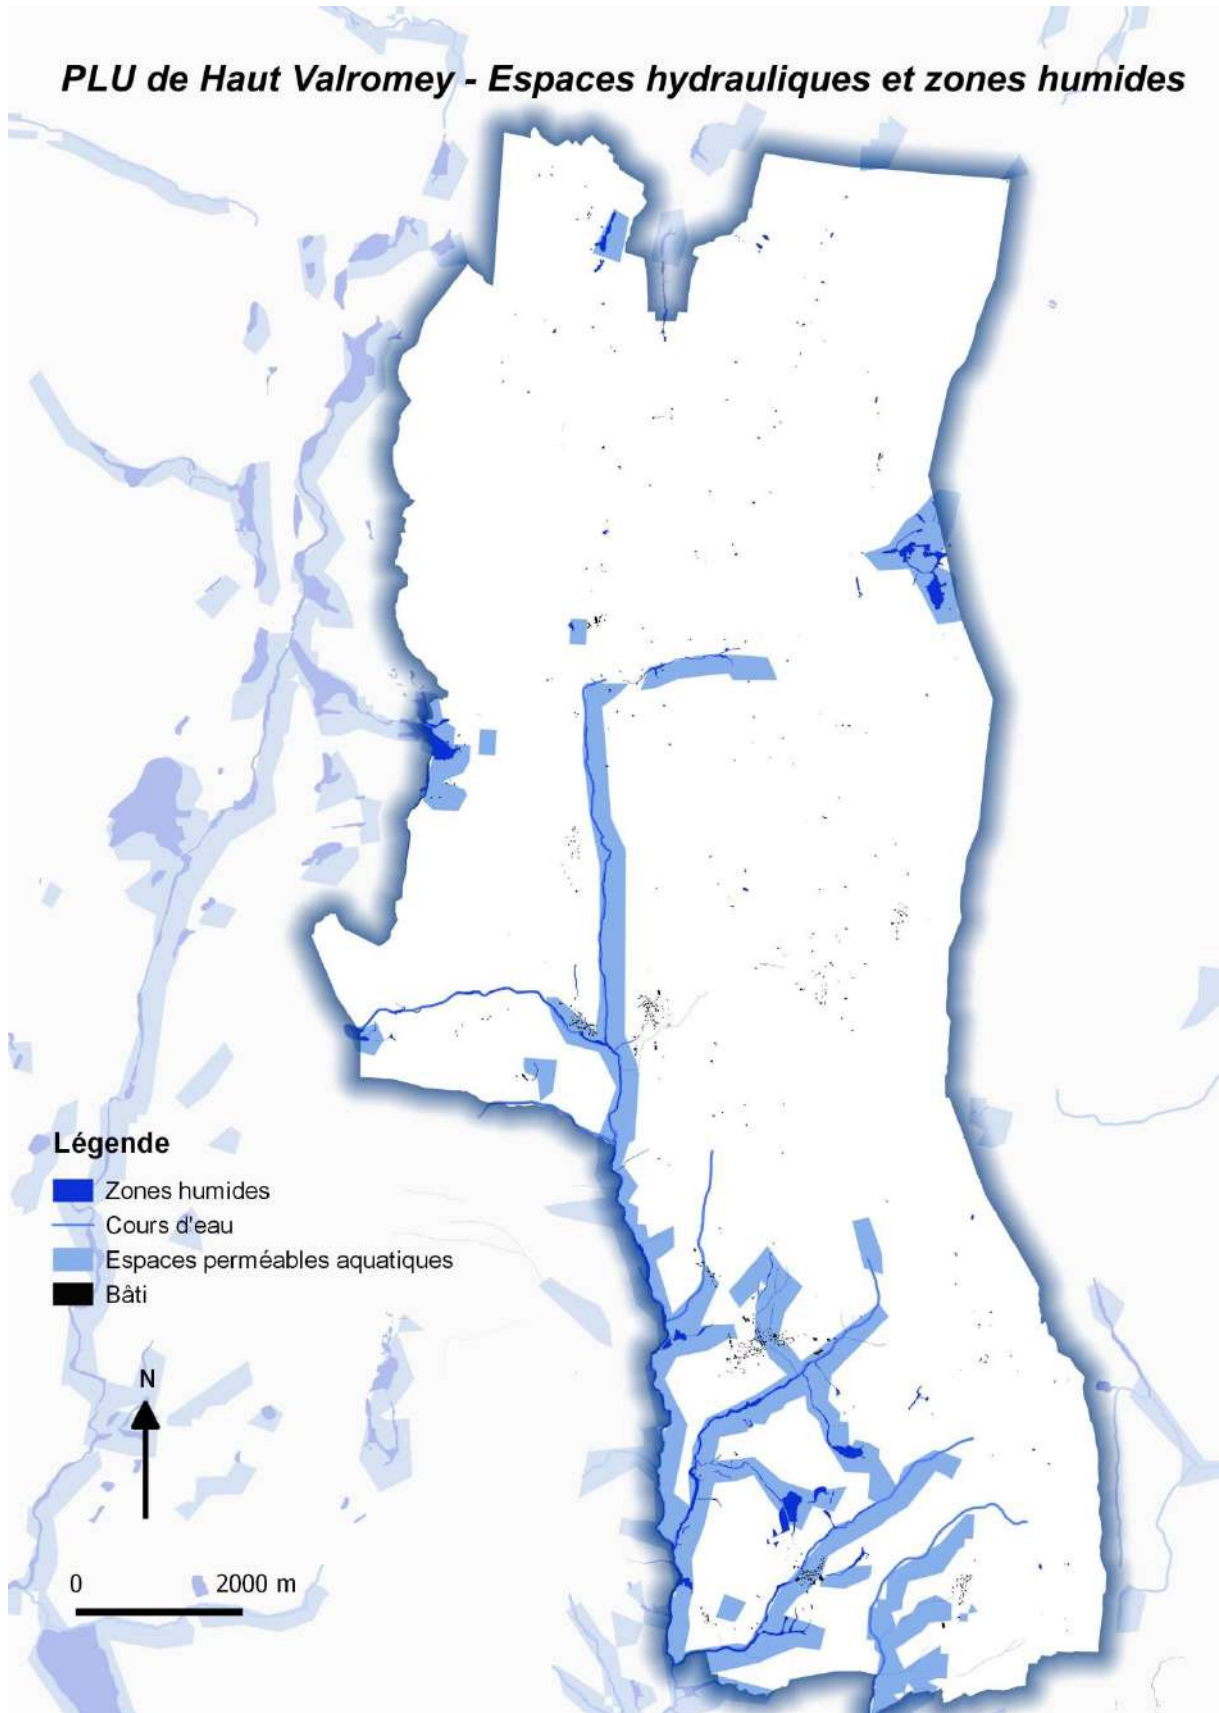 PLU de Haut Valromey - Espaces hydrauliques et zones humides
Légende
Zones humides
Cours d'eau
Espaces perméables aquatiques
Bâti
N
0 2000 m